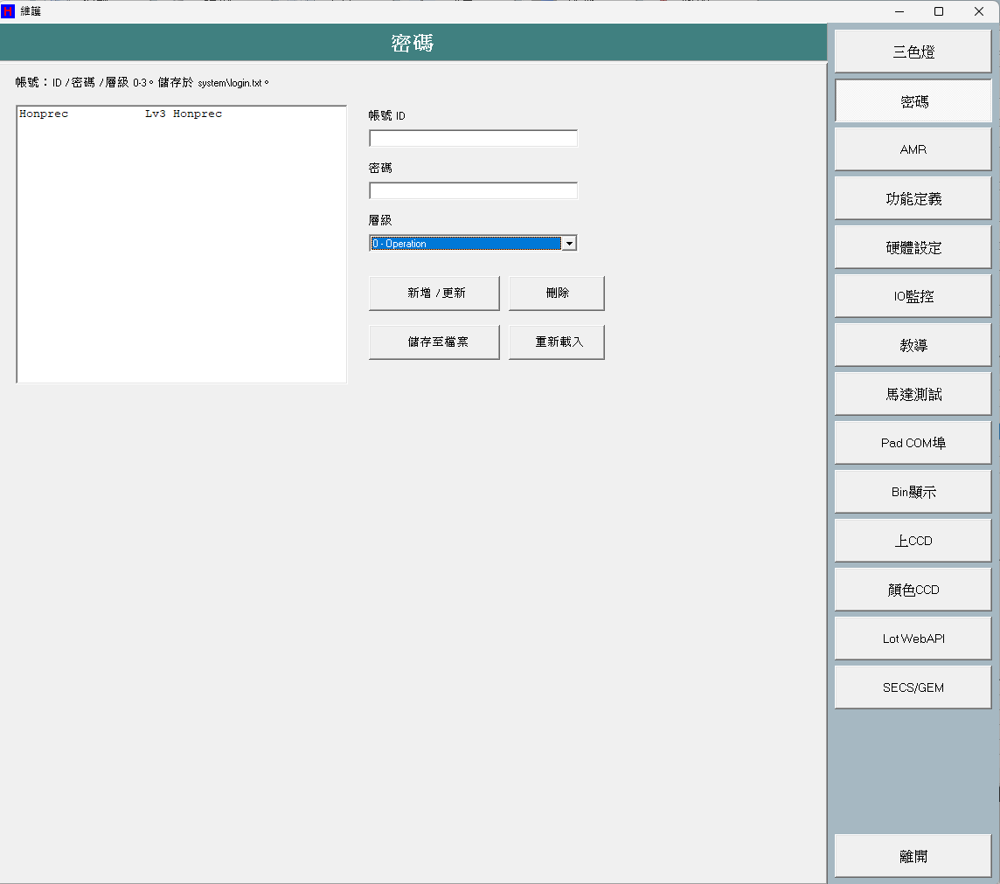 H 維護
密碼
帳號：ID / 密碼 / 層級 0-3。儲存於 system\login.txt。
Honprec Lv3 Honprec
帳號 ID
密碼
層級
0 - Operation
新增 / 更新
刪除
儲存至檔案
重新載入
三色燈
密碼
AMR
功能定義
硬體設定
IO監控
教導
馬達測試
Pad COM埠
Bin顯示
上CCD
顏色CCD
Lot WebAPI
SECS/GEM
離開